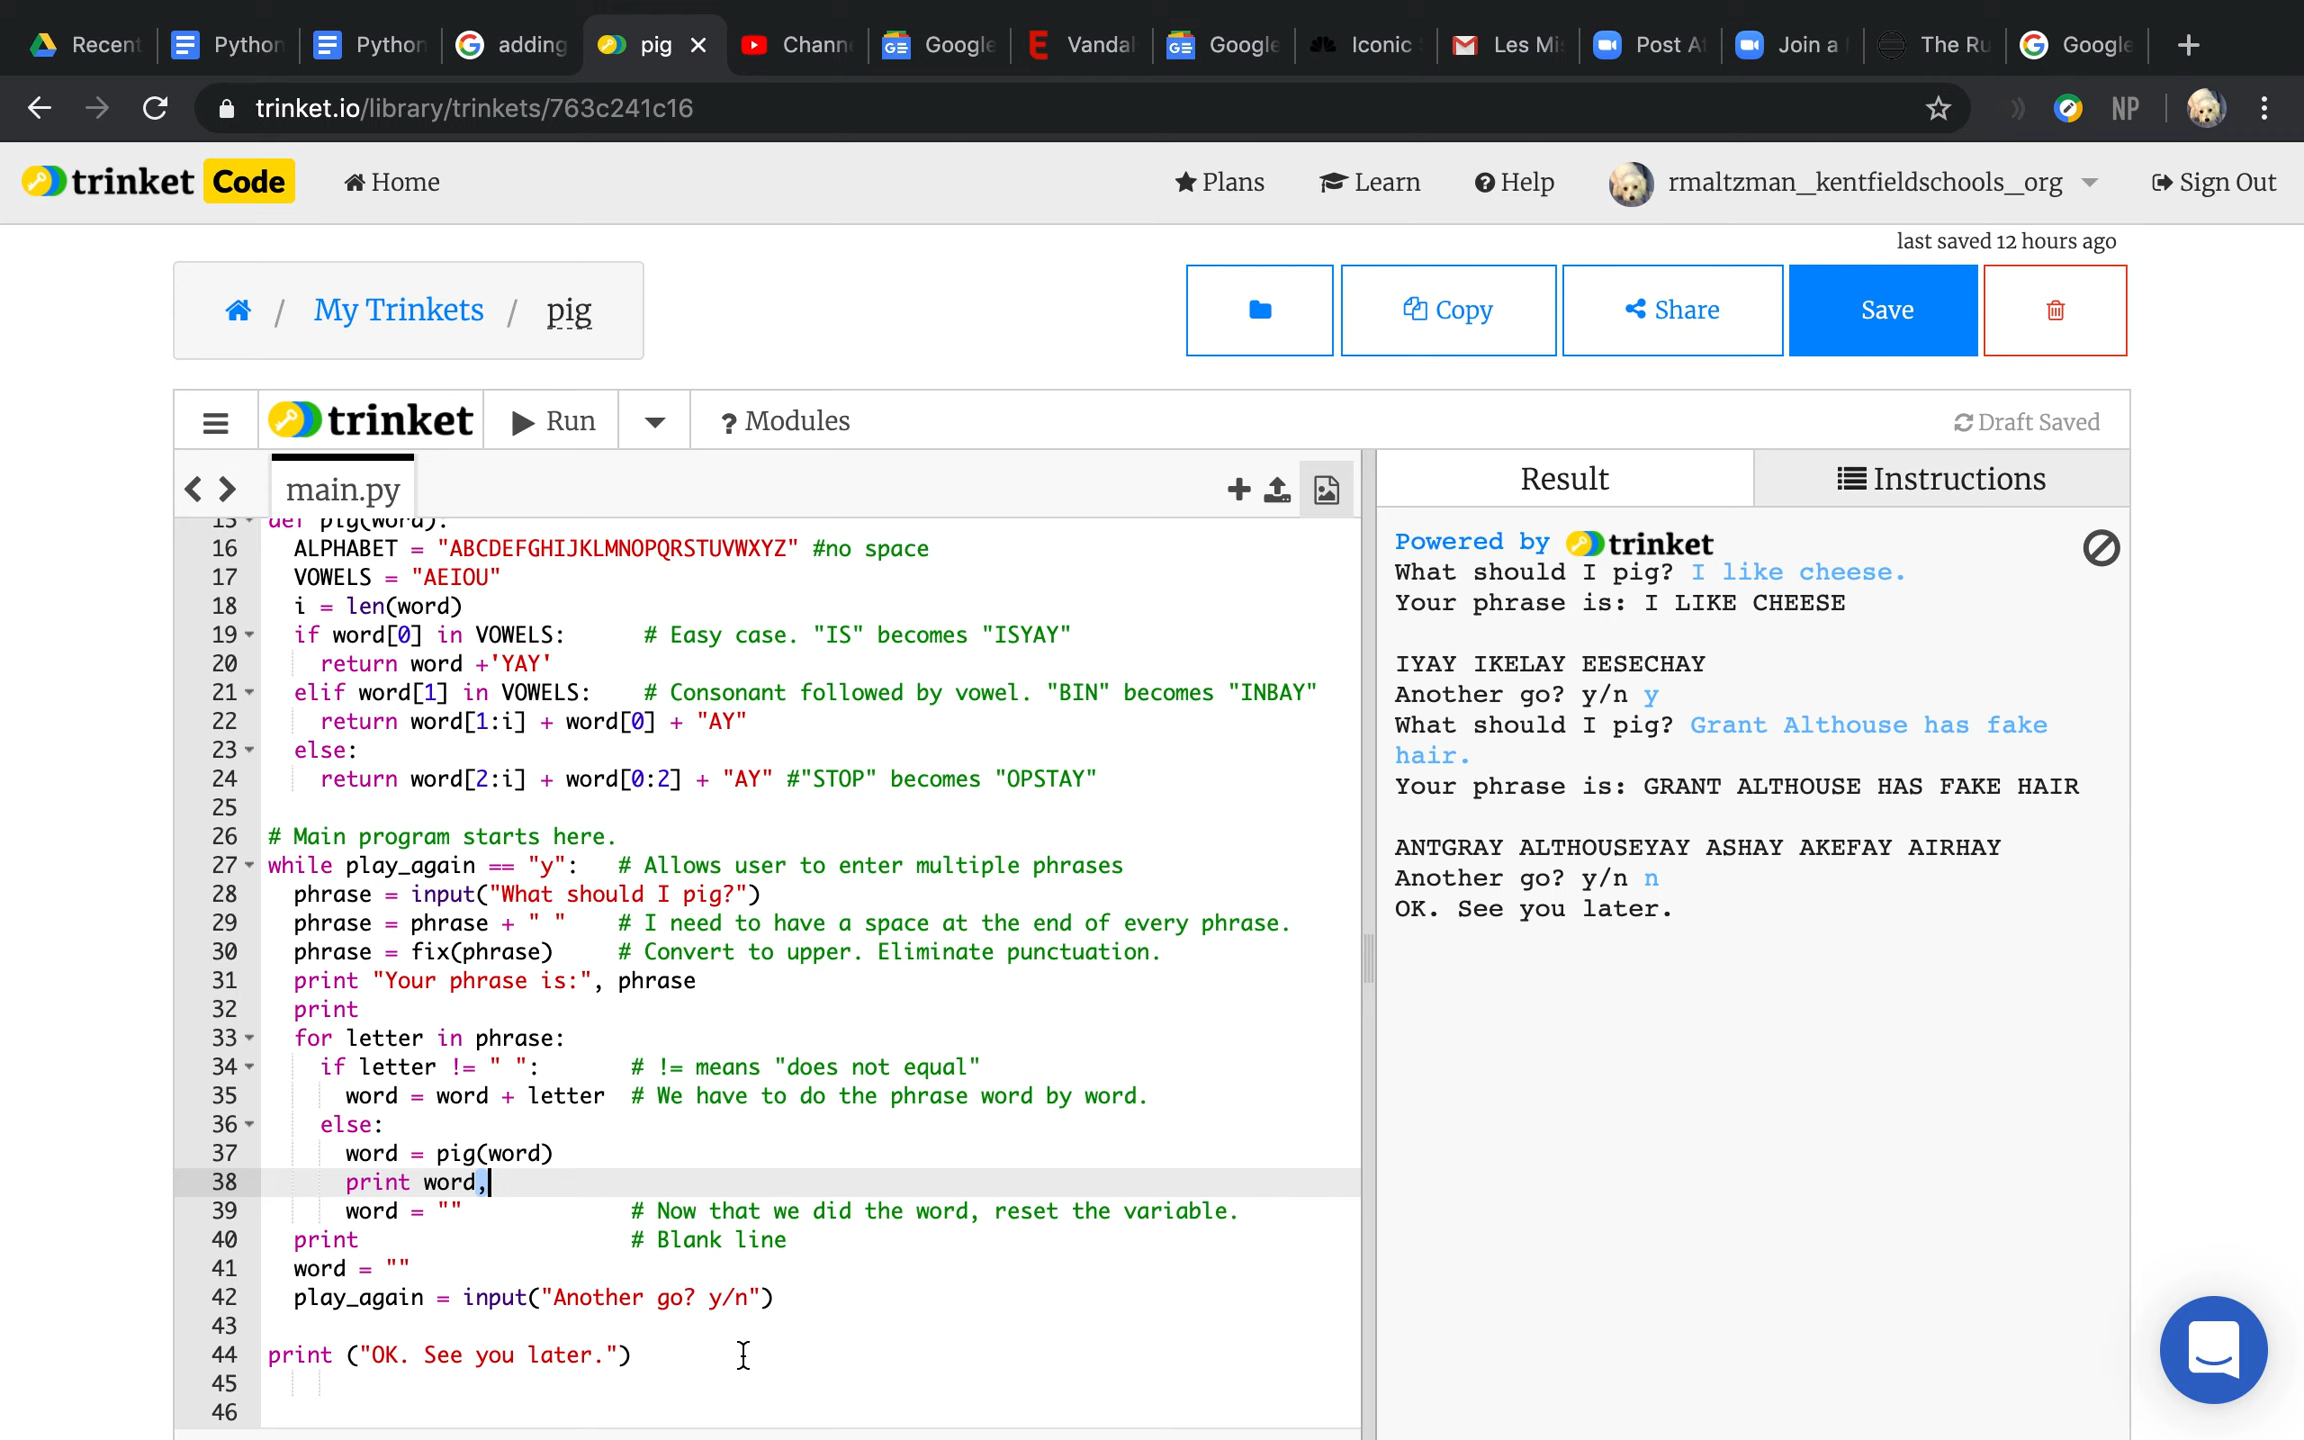 Recent
Python
Python
adding
pig
Chann
Google
Vandal
Google
Iconic
Les Mis
Post A
Join a
The Ru
Google
trinket.io/library/trinkets/763c241c16
NP
trinket Code Home Plans Learn Help rmaltzman_kentfieldschools_org Sign Out
last saved 12 hours ago
/ My Trinkets / pig
Copy Share Save
trinket Run ? Modules Draft Saved
main.py
Result Instructions
15 def pig(word):
16 ALPHABET = "ABCDEFGHIJKLMNOPQRSTUVWXYZ" #no space
17 VOWELS = "AEIOU"
18 i = len(word)
19 if word[0] in VOWELS: # Easy case. "IS" becomes "ISYAY"
20 return word +'YAY'
21 elif word[1] in VOWELS: # Consonant followed by vowel. "BIN" becomes "INBAY"
22 return word[1:i] + word[0] + "AY"
23 else:
24 return word[2:i] + word[0:2] + "AY" #"STOP" becomes "OPSTAY"
25
26 # Main program starts here.
27 while play_again == "y": # Allows user to enter multiple phrases
28 phrase = input("What should I pig?")
29 phrase = phrase + " " # I need to have a space at the end of every phrase.
30 phrase = fix(phrase) # Convert to upper. Eliminate punctuation.
31 print "Your phrase is:", phrase
32 print
33 for letter in phrase:
34 if letter != " ": # != means "does not equal"
35 word = word + letter # We have to do the phrase word by word.
36 else:
37 word = pig(word)
38 print word,
39 word = "" # Now that we did the word, reset the variable.
40 print # Blank line
41 word = ""
42 play_again = input("Another go? y/n")
43
44 print ("OK. See you later.")
45
46
Powered by trinket
What should I pig? I like cheese.
Your phrase is: I LIKE CHEESE
IYAY IKELAY EESECHAY
Another go? y/n y
What should I pig? Grant Althouse has fake
hair.
Your phrase is: GRANT ALTHOUSE HAS FAKE HAIR
ANTGRAY ALTHOUSEYAY ASHAY AKEFAY AIRHAY
Another go? y/n n
OK. See you later.